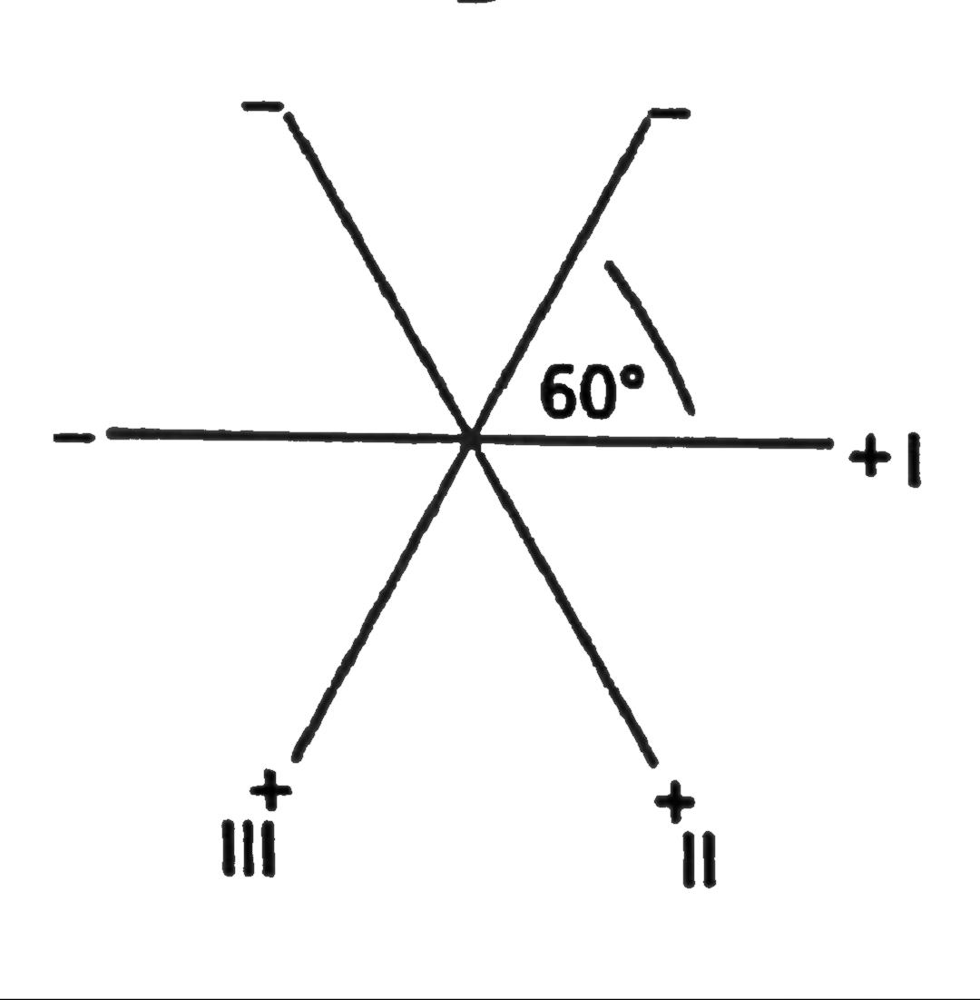 − −
60°
− + I
+ +
III II